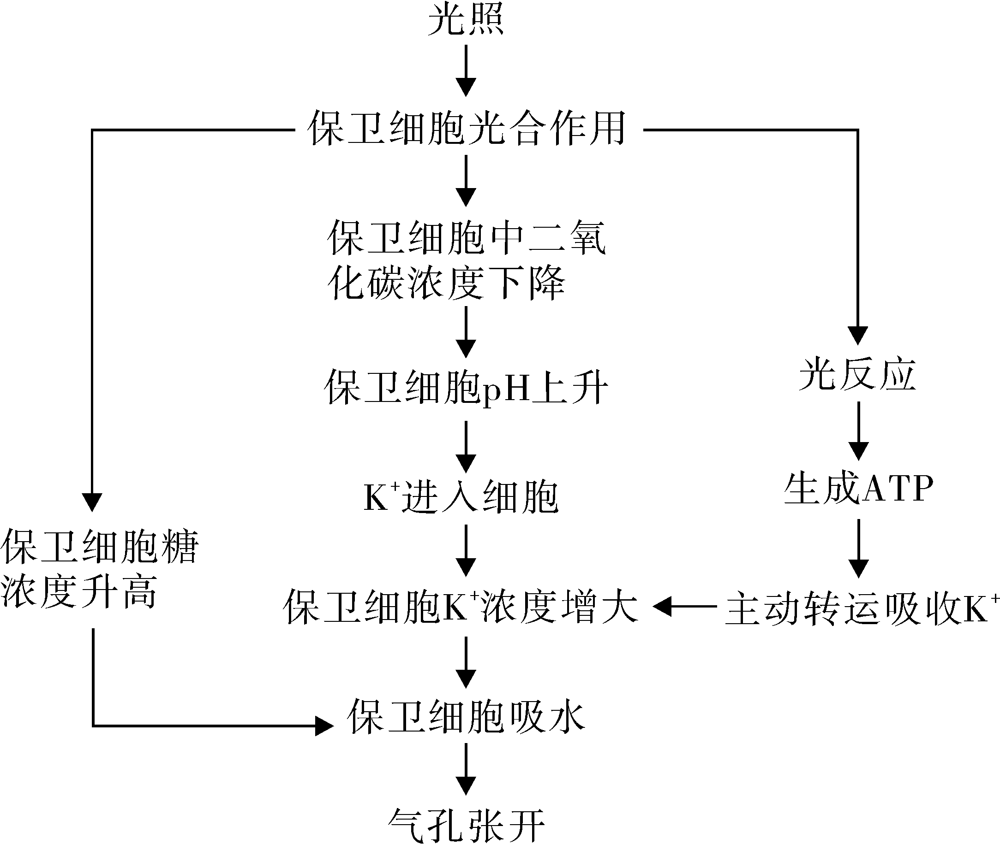 光照
保卫细胞光合作用
保卫细胞中二氧
化碳浓度下降
保卫细胞pH上升
光反应
K⁺进入细胞
生成ATP
保卫细胞糖
浓度升高
保卫细胞K⁺浓度增大
主动转运吸收K⁺
保卫细胞吸水
气孔张开